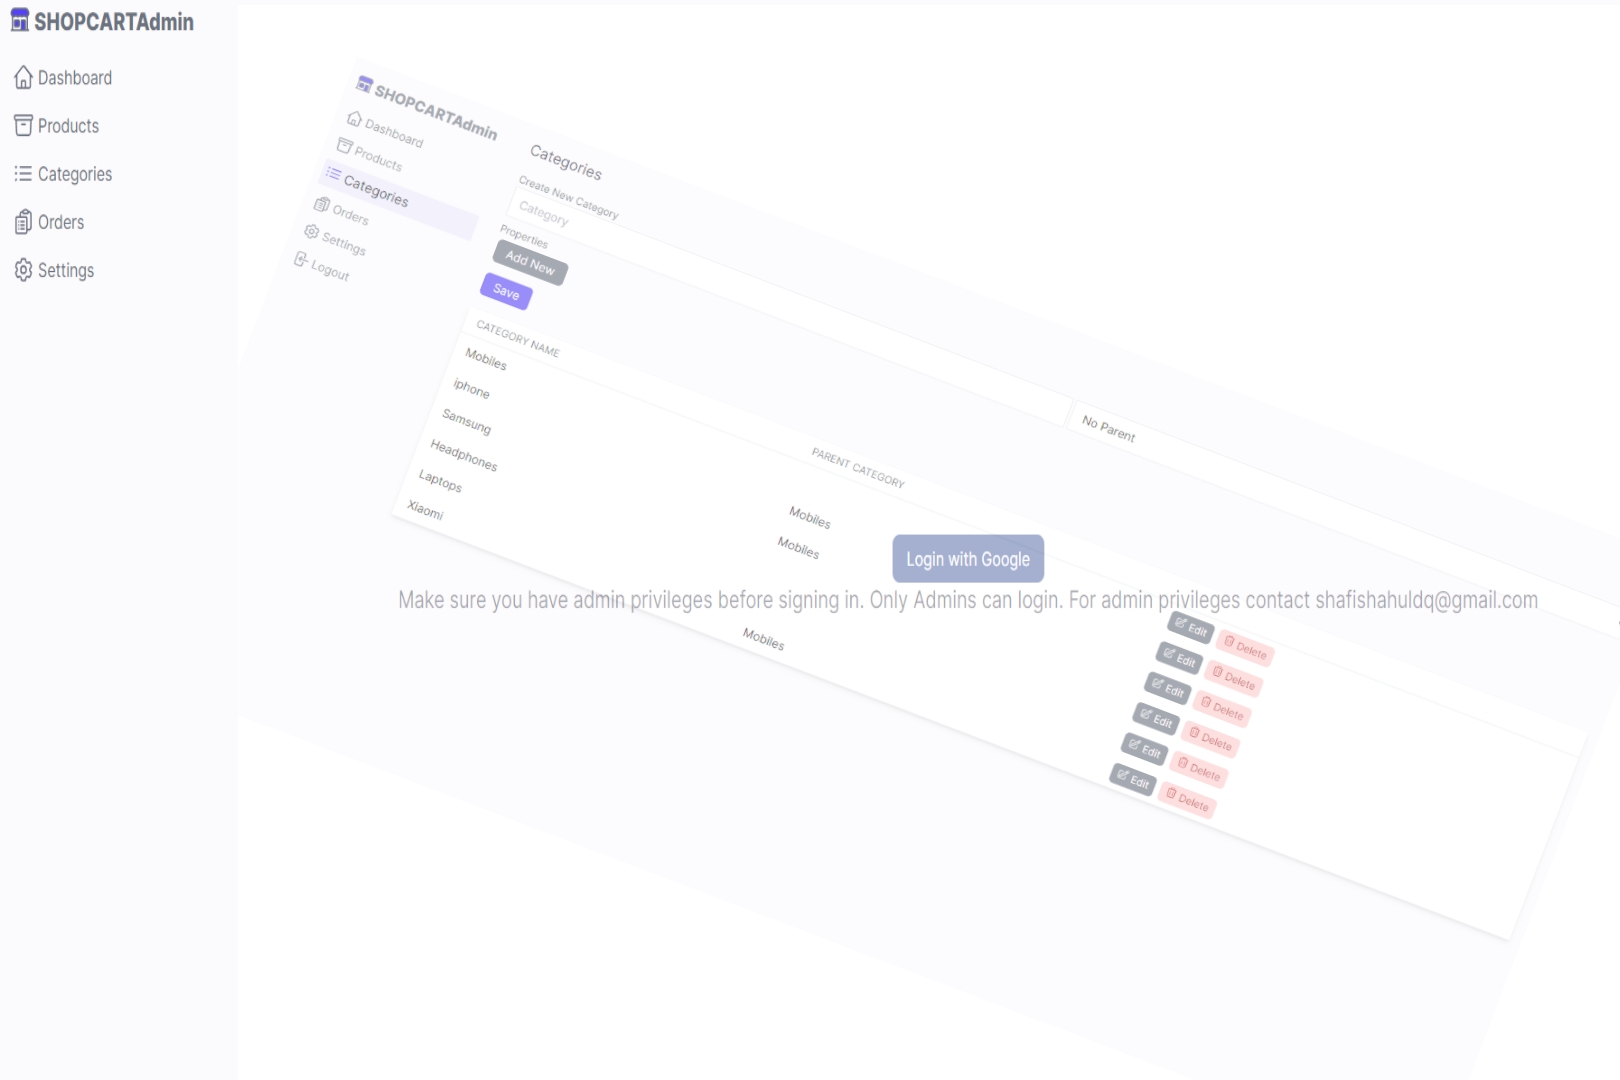 SHOPCARTAdmin
Dashboard
Products
Categories
Orders
Settings
SHOPCARTAdmin
Dashboard
Products
Categories
Orders
Settings
Logout
Categories
Create New Category
Category
No Parent
Properties
Add New
Save
CATEGORY NAME
PARENT CATEGORY
Mobiles
Edit Delete
iphone
Mobiles
Edit Delete
Samsung
Mobiles
Edit Delete
Headphones
Edit Delete
Laptops
Edit Delete
Xiaomi
Mobiles
Edit Delete
Login with Google
Make sure you have admin privileges before signing in. Only Admins can login. For admin privileges contact shafishahuldq@gmail.com